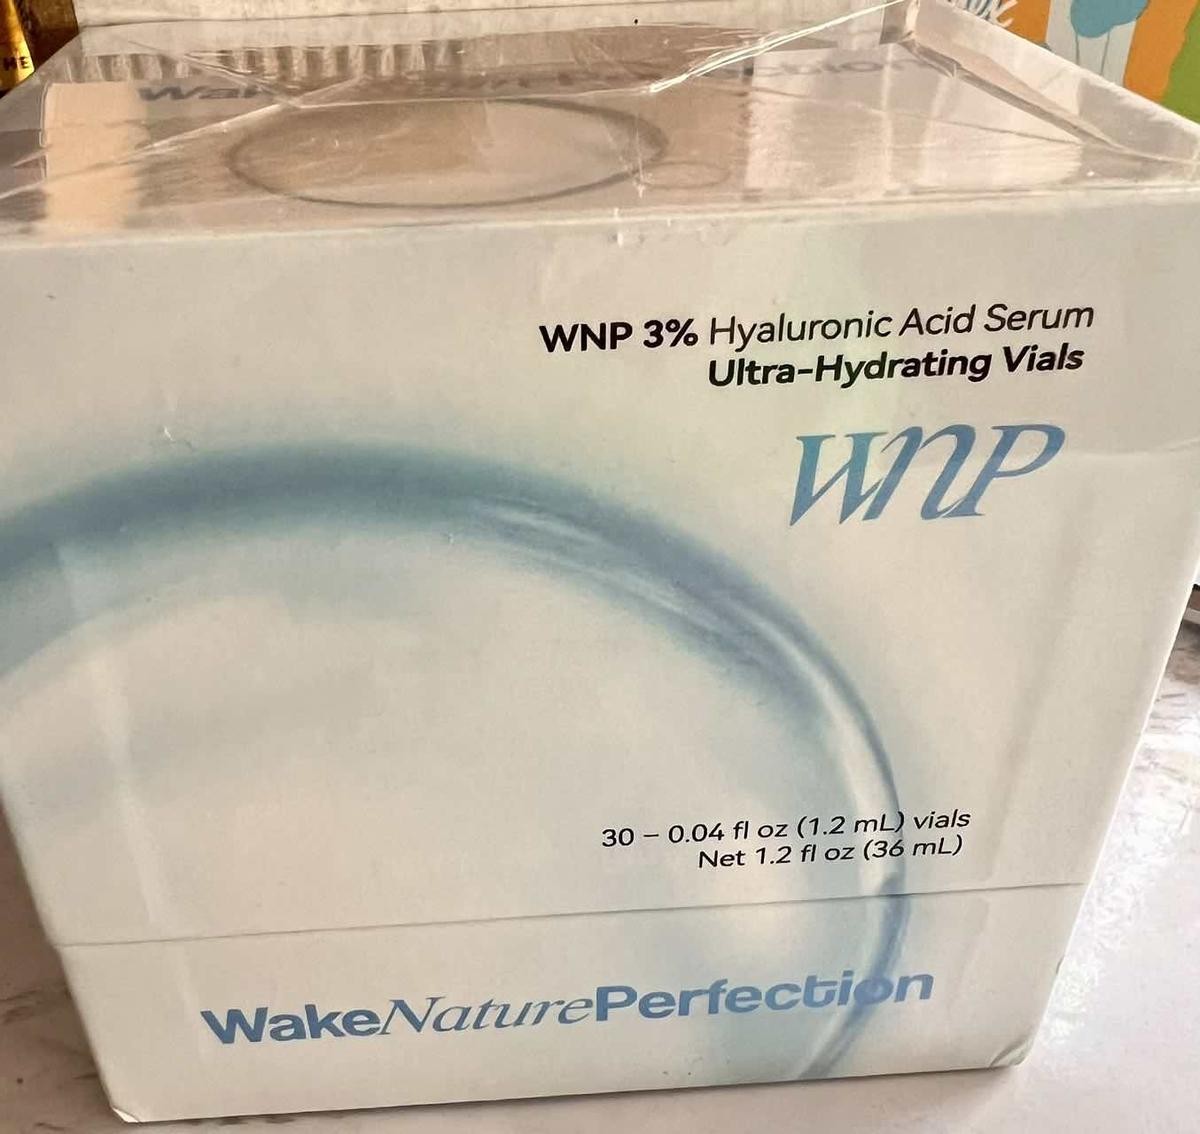 HE
WNP 3% Hyaluronic Acid Serum
Ultra-Hydrating Vials
WNP
30 – 0.04 fl oz (1.2 mL) vials
Net 1.2 fl oz (36 mL)
WakeNaturePerfection